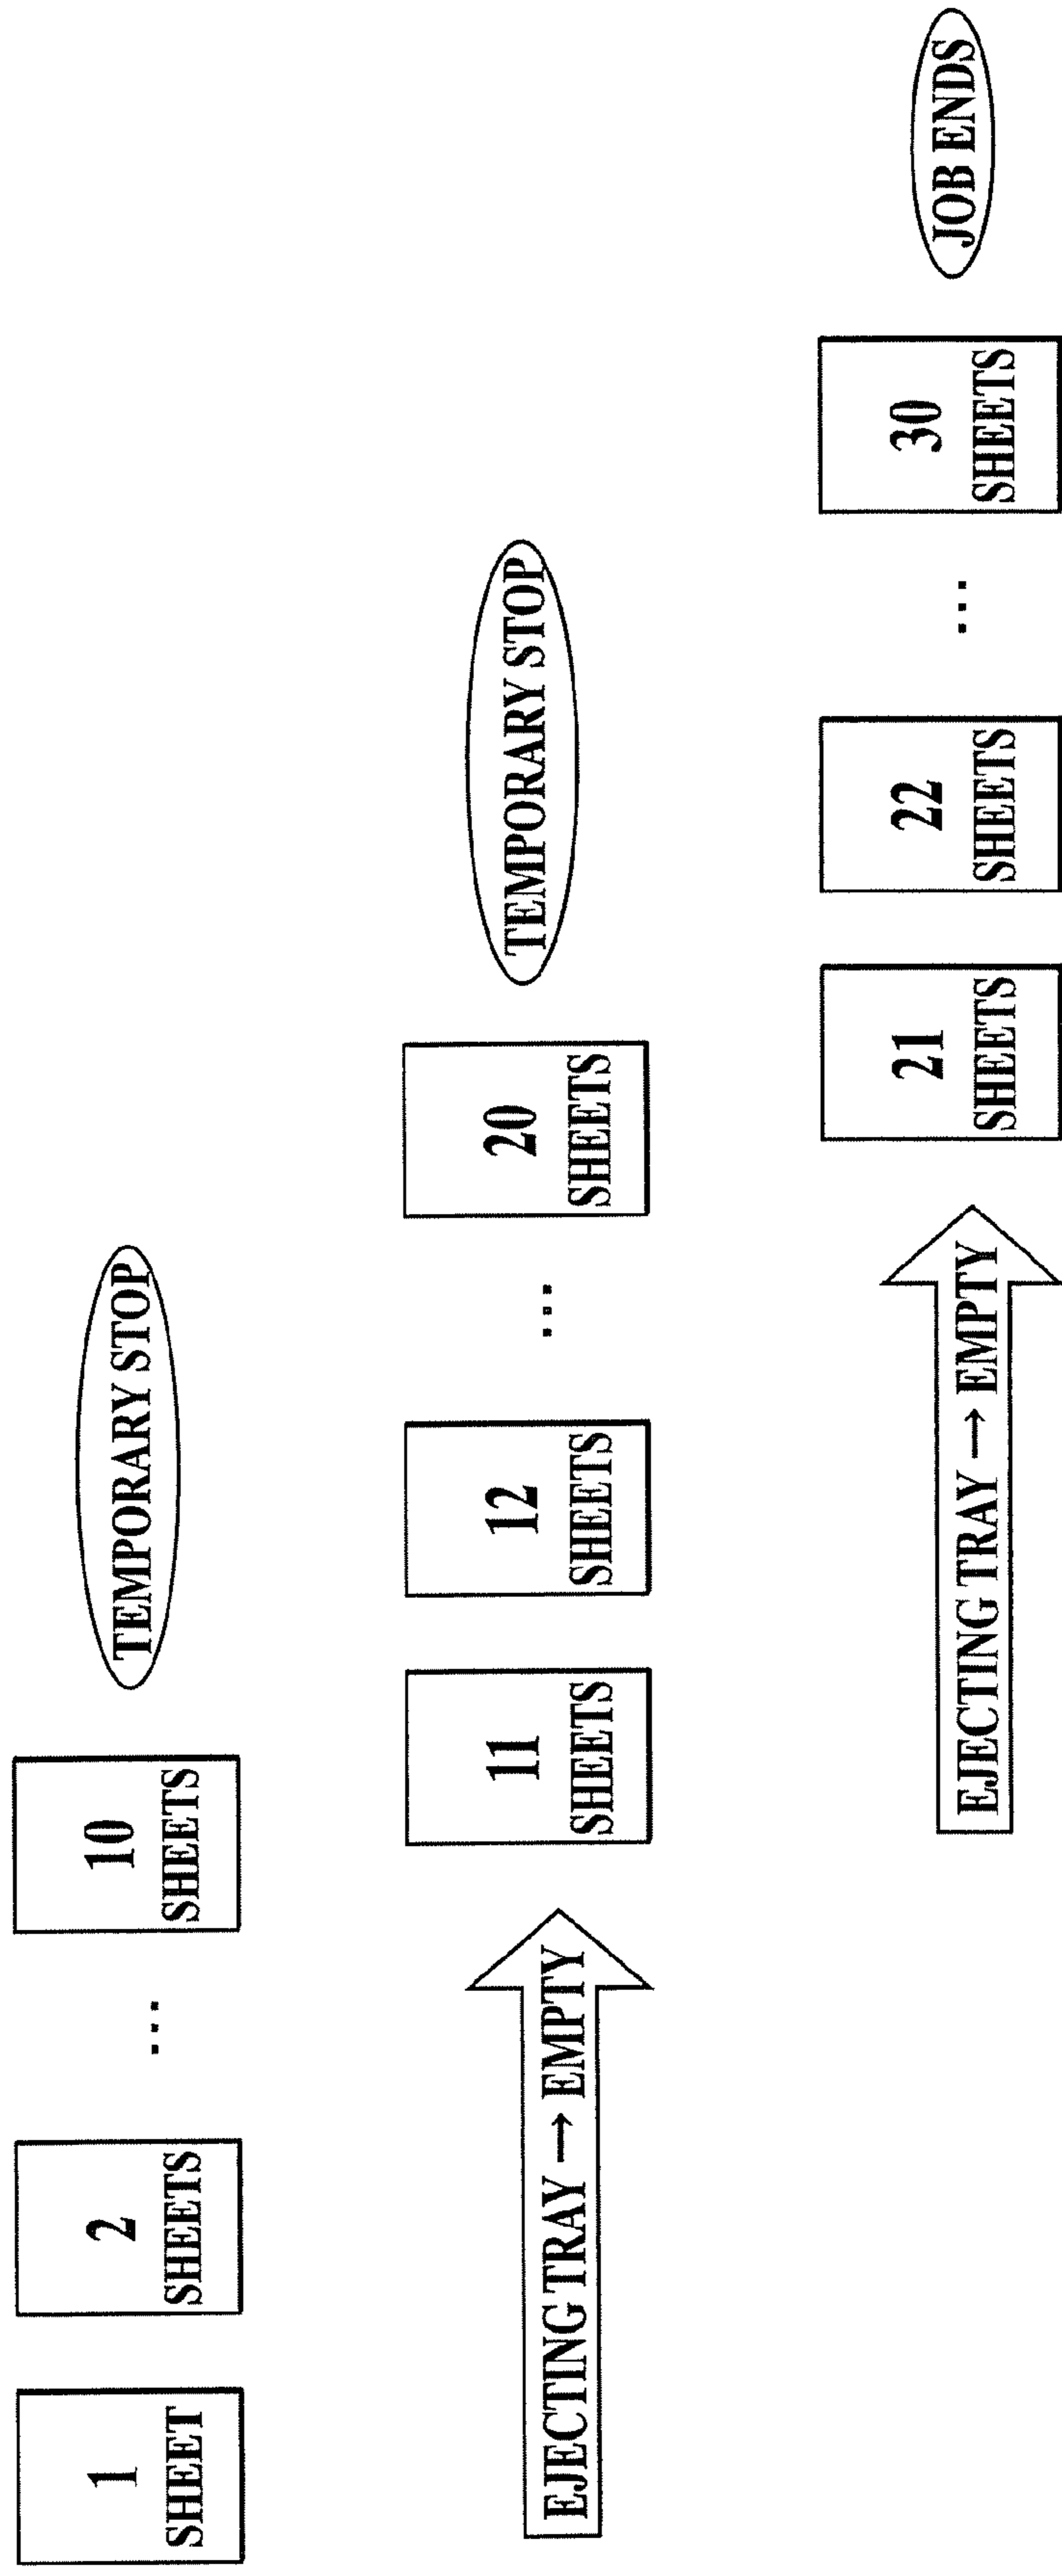 1
SHEET
2
SHEETS
...
10
SHEETS
TEMPORARY STOP
EJECTING TRAY → EMPTY
11
SHEETS
12
SHEETS
...
20
SHEETS
TEMPORARY STOP
EJECTING TRAY → EMPTY
21
SHEETS
22
SHEETS
...
30
SHEETS
JOB ENDS